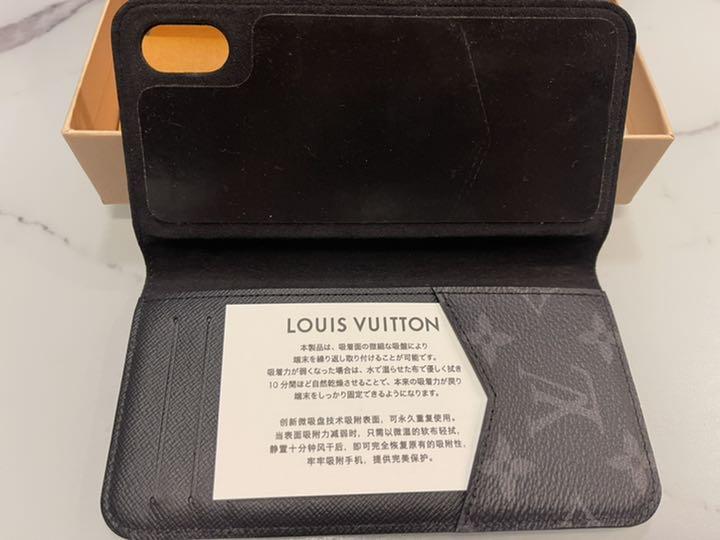 LOUIS VUITTON
本製品は、吸着面の微細な吸盤により
端末を繰り返し取り付けることが可能です。
吸着力が弱くなった場合は、水で湿らせた布で優しく拭き
10分間ほど自然乾燥させることで、本来の吸着力が戻り
端末をしっかり固定できるようになります。
创新微吸盘技术吸附表面，可永久重复使用。
当表面吸附力减弱时，只需以微温的软布轻拭，
静置十分钟风干后，即可完全恢复原有的吸附性，
牢牢吸附手机，提供完美保护。
LV